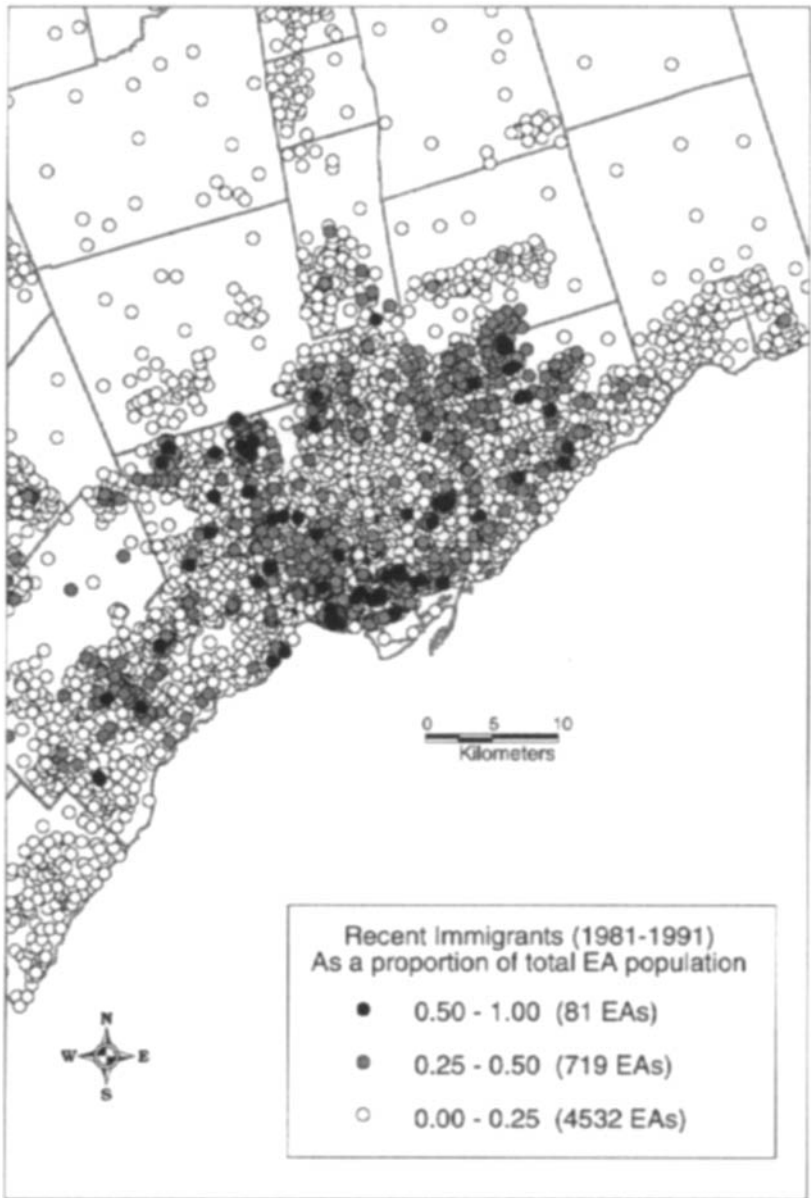 0 5 10
Kilometers
Recent Immigrants (1981-1991)
As a proportion of total EA population
0.50 - 1.00 (81 EAs)
0.25 - 0.50 (719 EAs)
0.00 - 0.25 (4532 EAs)
N
W E
S